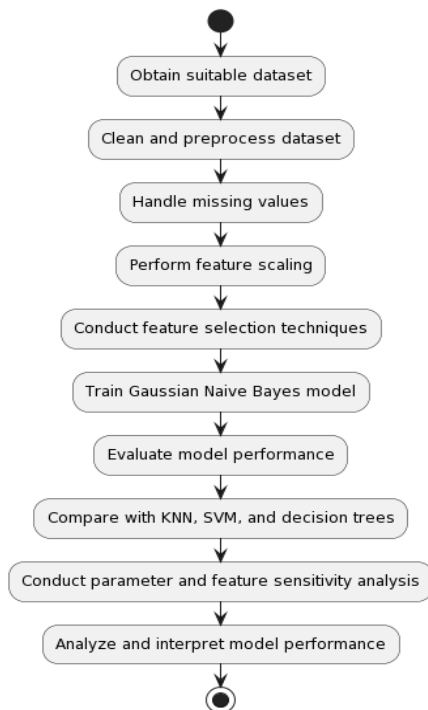 Obtain suitable dataset
Clean and preprocess dataset
Handle missing values
Perform feature scaling
Conduct feature selection techniques
Train Gaussian Naive Bayes model
Evaluate model performance
Compare with KNN, SVM, and decision trees
Conduct parameter and feature sensitivity analysis
Analyze and interpret model performance